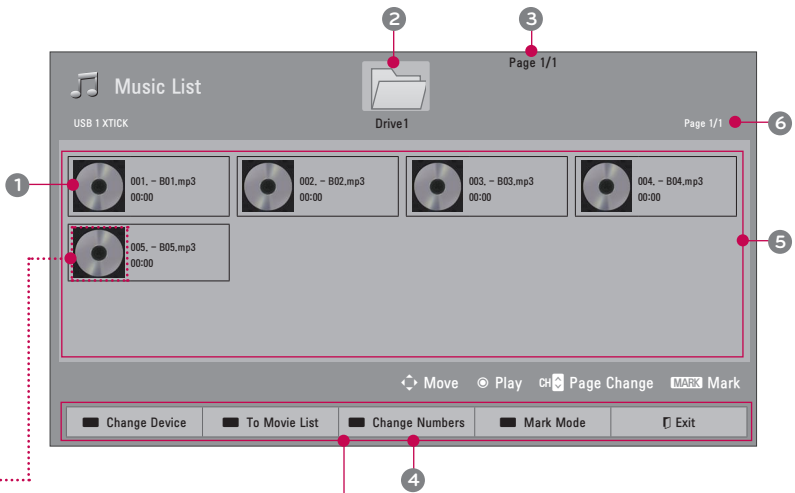 2
3
Page 1/1
Music List
Drive1
USB 1 XTICK
Page 1/1
6
1
001. - B01.mp3
00:00
002. - B02.mp3
00:00
003. - B03.mp3
00:00
004. - B04.mp3
00:00
5
005. - B05.mp3
00:00
Move
Play
CH Page Change
MARK Mark
Change Device
To Movie List
Change Numbers
Mark Mode
Exit
4